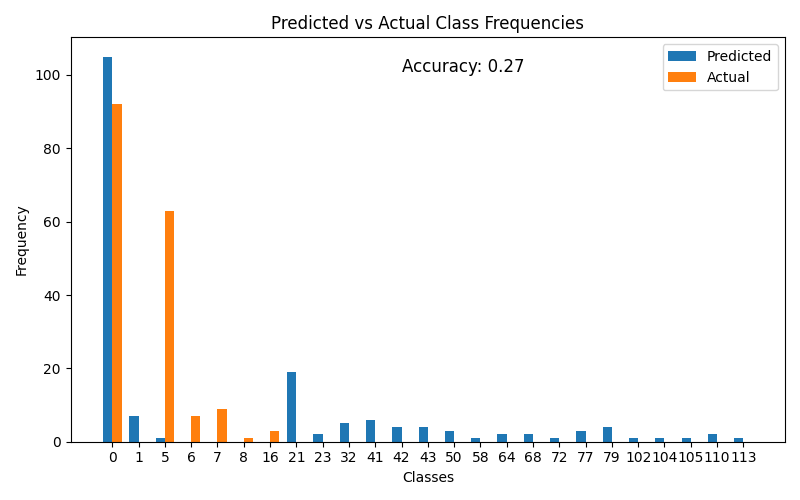 Predicted vs Actual Class Frequencies
Accuracy: 0.27
Predicted
Actual
Frequency
100
80
60
40
20
0
0 1 5 6 7 8 16 21 23 32 41 42 43 50 58 64 68 72 77 79 102 104 105 110 113
Classes